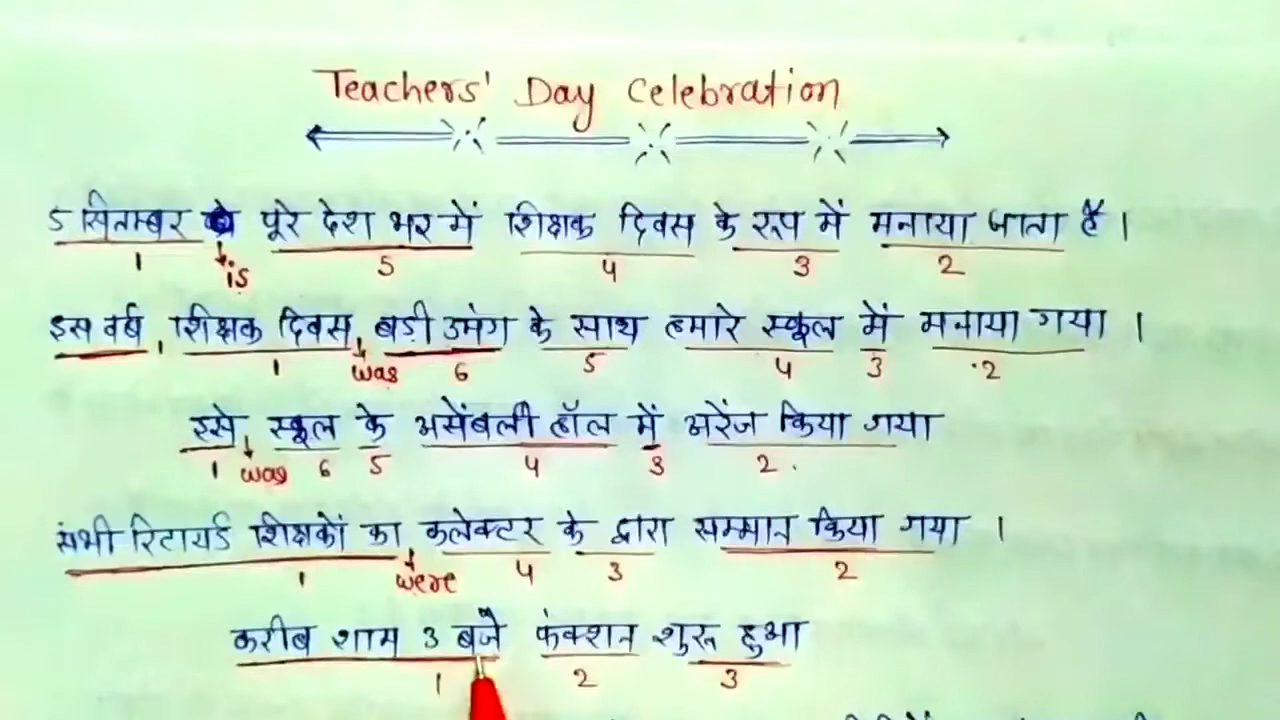 Teachers' Day Celebration
5 सितम्बर को पूरे देश भर में शिक्षक दिवस के रूप में मनाया जाता है।
1 is 5 4 3 2
इस वर्ष, शिक्षक दिवस, बड़ी उमंग के साथ हमारे स्कूल में मनाया गया।
1 was 6 5 4 3 2
इसे, स्कूल के असेंबली हॉल में अरेंज किया गया
1 was 6 5 4 3 2
सभी रिटायर्ड शिक्षकों का कलेक्टर के द्वारा सम्मान किया गया।
1 were 4 3 2
करीब शाम 3 बजे फंक्शन शुरू हुआ
1 2 3